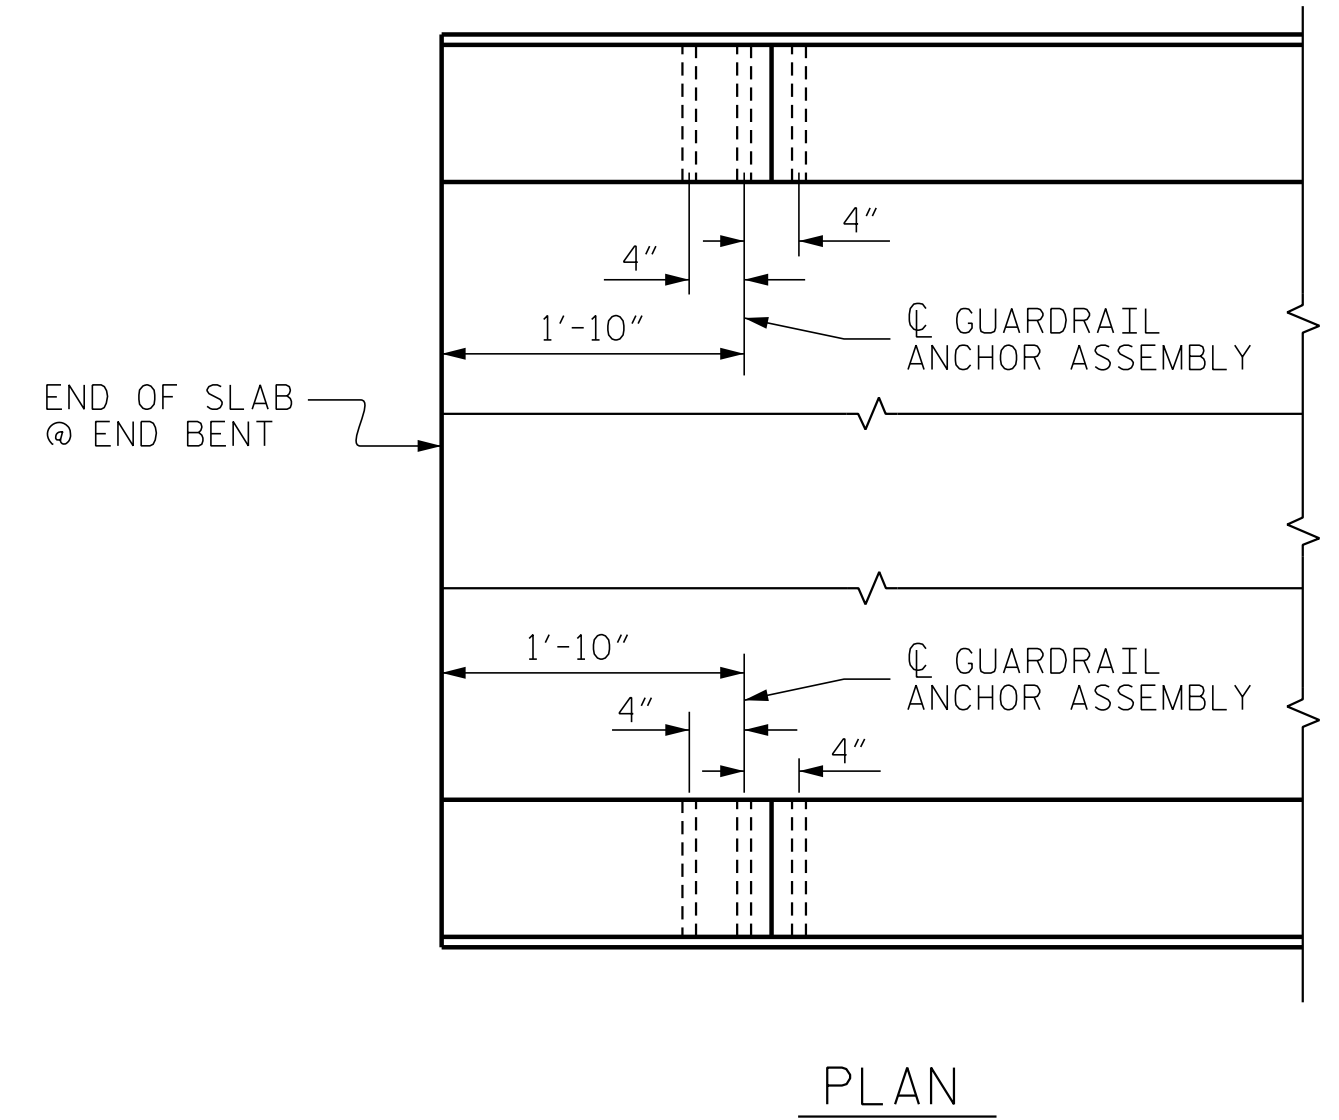 4"
4"
1'-10"
℄ GUARDRAIL
ANCHOR ASSEMBLY
END OF SLAB
@ END BENT
1'-10"
℄ GUARDRAIL
ANCHOR ASSEMBLY
4"
4"
PLAN